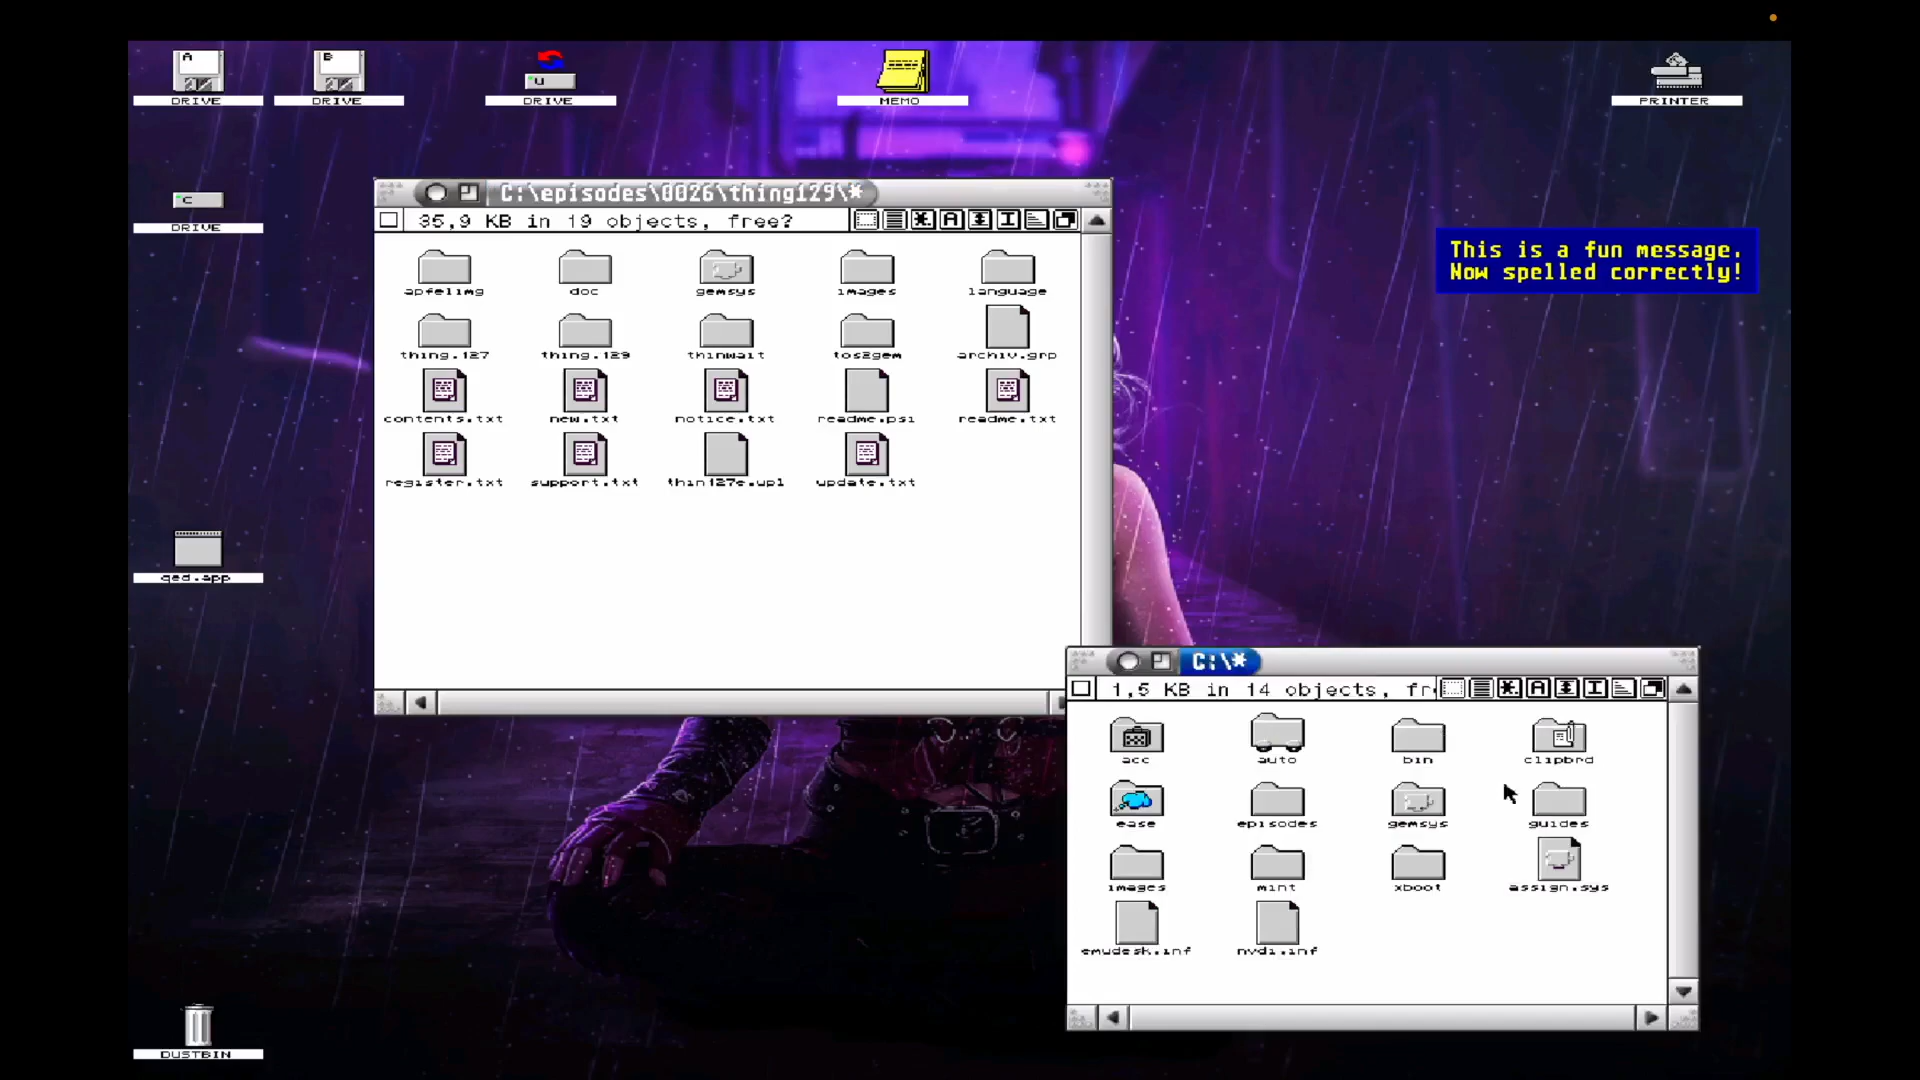 A
DRIVE
B
DRIVE
U
DRIVE
MEMO
PRINTER
C
DRIVE
C:\episodes\0026\thing129\*
35,9 KB in 19 objects, free?
apfelimg
doc
gemsys
images
language
thing.127
thing.129
thinwait
tos2gem
archiv.grp
contents.txt
new.txt
notice.txt
readme.ps1
readme.txt
register.txt
support.txt
thin127e.upl
update.txt
This is a fun message.
Now spelled correctly!
qed.app
C:\*
1,5 KB in 14 objects, fr
acc
auto
bin
clipbrd
ease
episodes
gemsys
guides
images
mint
xboot
assign.sys
emudesk.inf
nvdi.inf
DUSTBIN